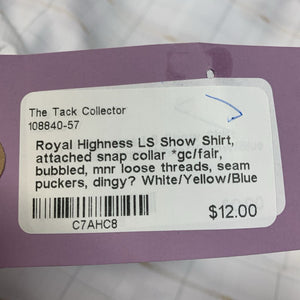 The Tack Collector
108840-57
Royal Highness LS Show Shirt,
attached snap collar *gc/fair,
bubbled, mnr loose threads, seam
puckers, dingy? White/Yellow/Blue
C7AHC8
$12.00